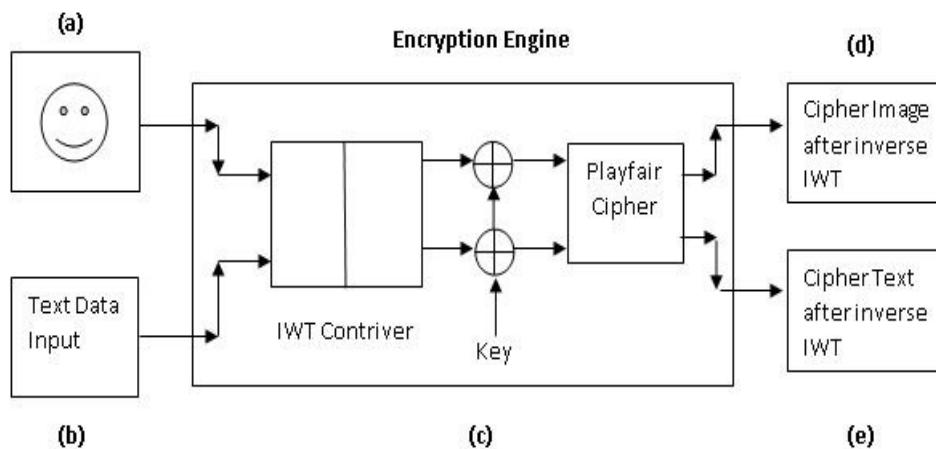 (a)
Encryption Engine
(d)
Cipher Image
after inverse
IWT
Playfair
Cipher
Text Data
Input
IWT Contriver
Key
Cipher Text
after inverse
IWT
(b)
(c)
(e)